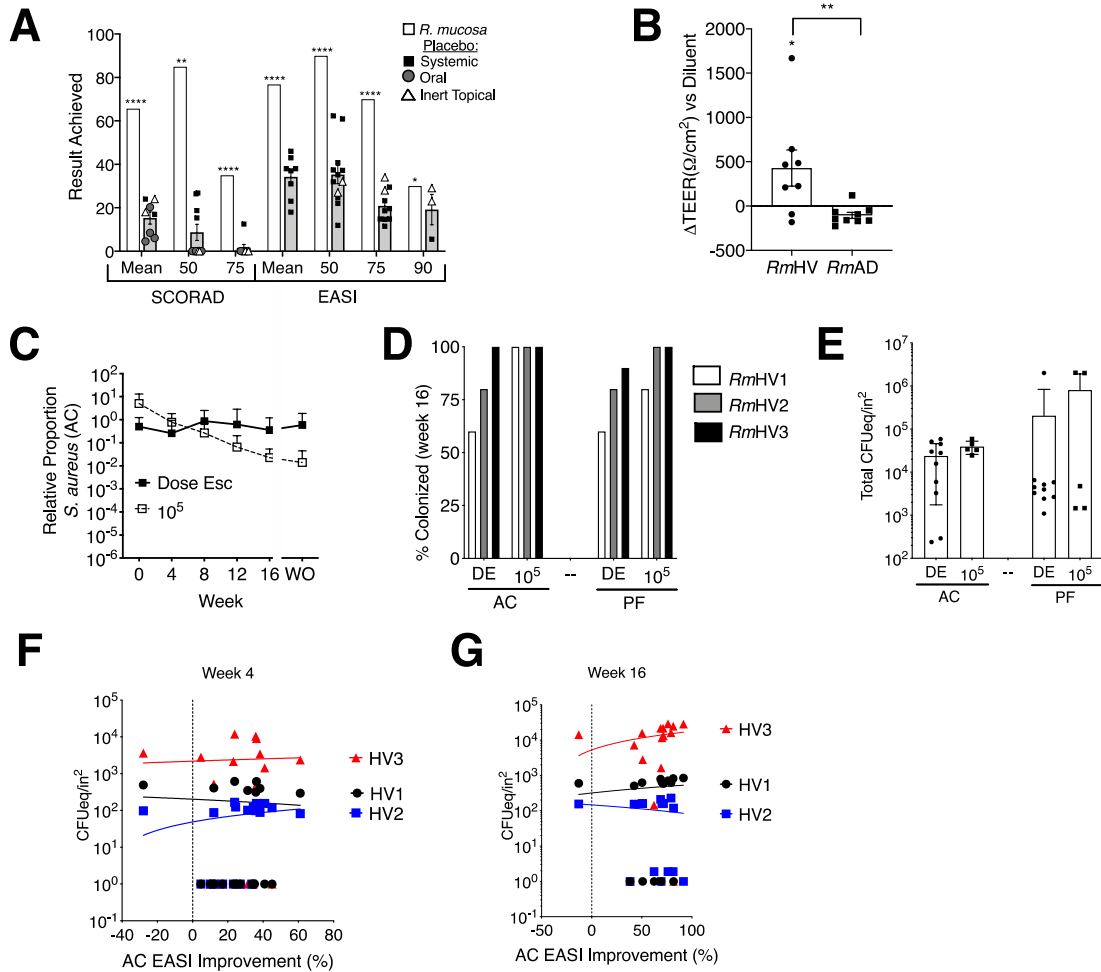 A
Result Achieved
100
80
60
40
20
0
**** ** **** **** **** **** *
R. mucosa
Placebo:
Systemic
Oral
Inert Topical
Mean 50 75 Mean 50 75 90
SCORAD EASI
B
ΔTEER(Ω/cm²) vs Diluent
2000
1500
1000
500
0
-500
**
*
RmHV RmAD
C
Relative Proportion
S. aureus (AC)
10²
10¹
10⁰
10⁻¹
10⁻²
10⁻³
10⁻⁴
10⁻⁵
10⁻⁶
Dose Esc
10⁵
0 4 8 12 16 WO
Week
D
% Colonized (week 16)
100
50
0
DE 10⁵ -- DE 10⁵
AC PF
RmHV1
RmHV2
RmHV3
E
Total CFUeq/in²
10⁷
10⁶
10⁵
10⁴
10³
10²
DE 10⁵ -- DE 10⁵
AC PF
F
Week 4
CFUeq/in²
10⁵
10⁴
10³
10²
10¹
10⁰
10⁻¹
-40 -20 0 20 40 60 80
AC EASI Improvement (%)
HV3
HV1
HV2
G
Week 16
CFUeq/in²
10⁵
10⁴
10³
10²
10¹
10⁰
10⁻¹
-50 0 50 100
AC EASI Improvement (%)
HV3
HV1
HV2